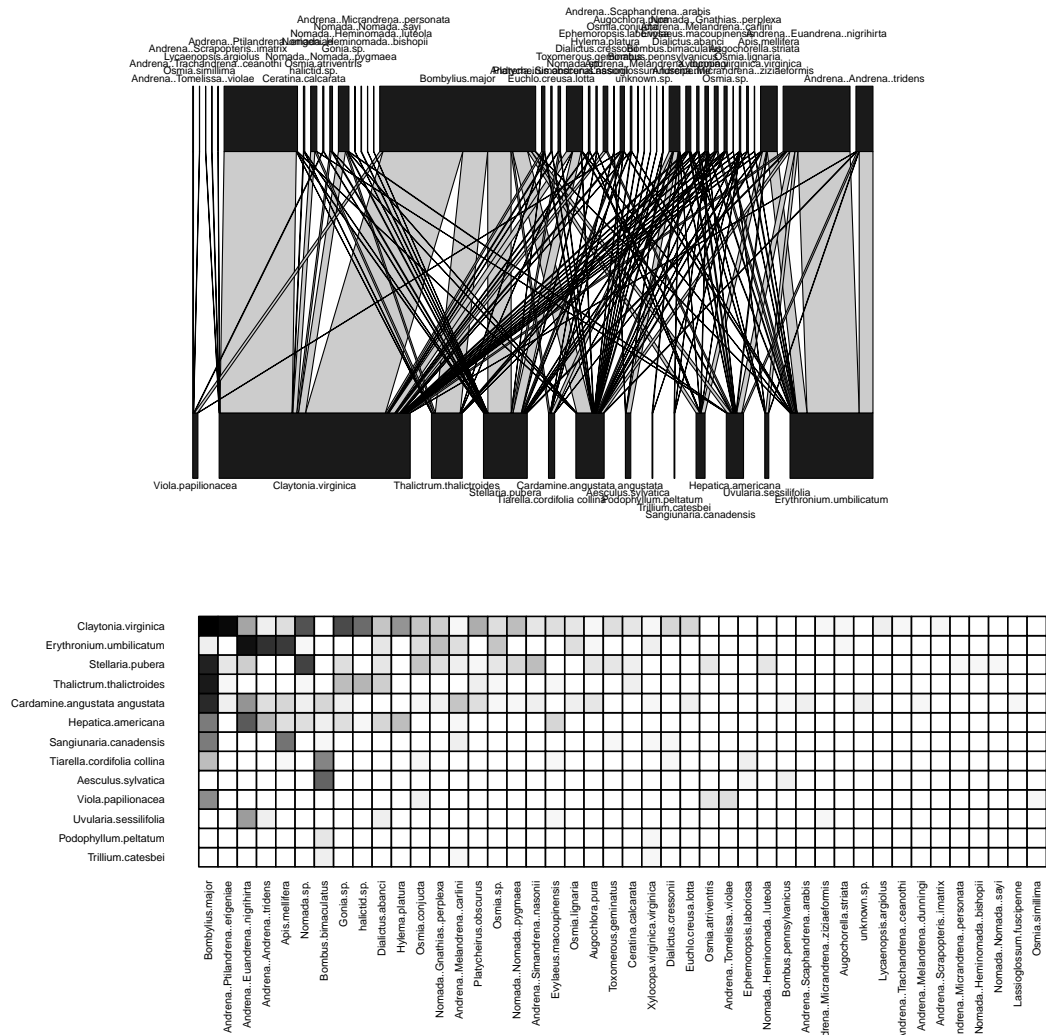 Andrena..Scaphandrena..arabis
Andrena..Micrandrena..personata
Nomada..Gnathias..perplexa
Nomada..Nomada..sayi
Andrena..Melandrena..carlini
Nomada..Heminomada..luteola
Andrena..Euandrena..nigrihirta
Hylema.platura Dialictus.abanci Apis.mellifera
Andrena..Scrapopteris..imatrix Gonia.sp.
Bombus.bimaculatus
Lycaenopsis.argiolus Nomada..Nomada..pygmaea
Bombus.pennsylvanicus Osmia.lignaria
Andrena..Trachandrena..ceanothi Osmia.atriventris
Osmia.simillima halictid.sp.
Andrena..Tomelissa..violae Ceratina.calcarata Bombylius.major Euchlo.creusa.lotta unknown.sp. Osmia.sp. Andrena..Andrena..tridens
Viola.papilionacea Claytonia.virginica Thalictrum.thalictroides Cardamine.angustata angustata Hepatica.americana
Stellaria.pubera Aesculus.sylvatica Uvularia.sessilifolia
Tiarella.cordifolia collina Podophyllum.peltatum Erythronium.umbilicatum
Trillium.catesbei
Sangiunaria.canadensis
Claytonia.virginica
Erythronium.umbilicatum
Stellaria.pubera
Thalictrum.thalictroides
Cardamine.angustata angustata
Hepatica.americana
Sangiunaria.canadensis
Tiarella.cordifolia collina
Aesculus.sylvatica
Viola.papilionacea
Uvularia.sessilifolia
Podophyllum.peltatum
Trillium.catesbei
Bombylius.major
Andrena..Ptilandrena..erigeniae
Andrena..Euandrena..nigrihirta
Andrena..Andrena..tridens
Apis.mellifera
Nomada.sp.
Bombus.bimaculatus
Gonia.sp.
halictid.sp.
Dialictus.abanci
Hylema.platura
Osmia.conjucta
Nomada..Gnathias..perplexa
Andrena..Melandrena..carlini
Platycheirus.obscurus
Osmia.sp.
Nomada..Nomada..pygmaea
Andrena..Simandrena..nasonii
Evylaeus.macoupinensis
Osmia.lignaria
Augochlora.pura
Toxomerous.geminatus
Ceratina.calcarata
Xylocopa.virginica.virginica
Dialictus.cressonii
Euchlo.creusa.lotta
Osmia.atriventris
Andrena..Tomelissa..violae
Ephemoropsis.laboriosa
Nomada..Heminomada..luteola
Bombus.pennsylvanicus
Andrena..Scaphandrena..arabis
ndrena..Micrandrena..ziziaeformis
Augochorella.striata
unknown.sp.
Lycaenopsis.argiolus
Andrena..Trachandrena..ceanothi
Andrena..Melandrena..dunningi
Andrena..Scrapopteris..imatrix
Andrena..Micrandrena..personata
Nomada..Heminomada..bishopii
Nomada..Nomada..sayi
Lassioglossum.fuscipenne
Osmia.simillima